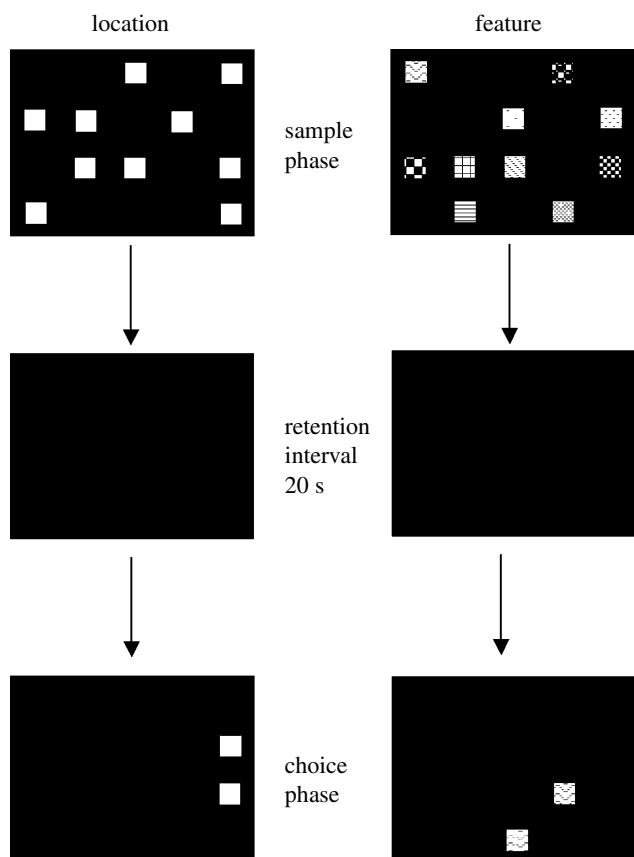 location
feature
sample
phase
retention
interval
20 s
choice
phase